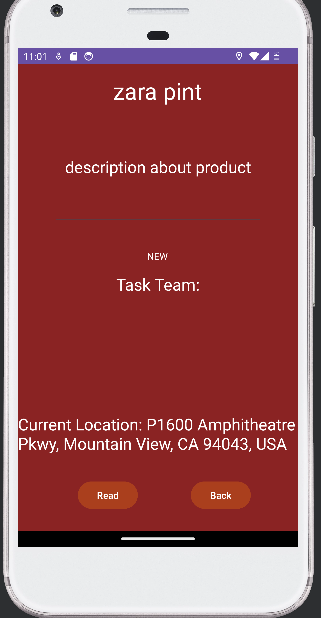 11:01
zara pint
description about product
NEW
Task Team:
Current Location: P1600 Amphitheatre
Pkwy, Mountain View, CA 94043, USA
Read
Back